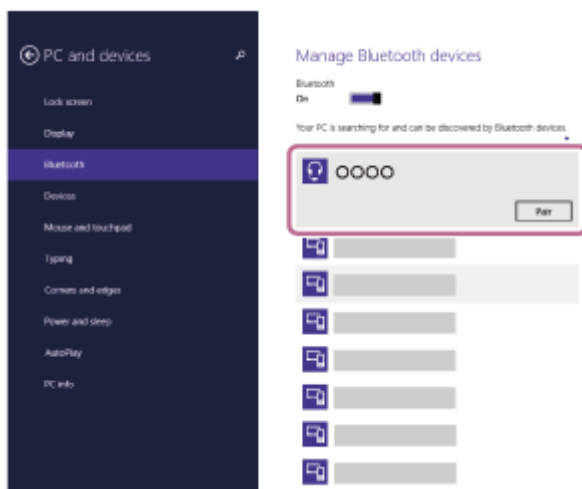 PC and devices
Lock screen
Display
Bluetooth
Devices
Mouse and touchpad
Typing
Corners and edges
Power and sleep
AutoPlay
PC info
Manage Bluetooth devices
Bluetooth
On
Your PC is searching for and can be discovered by Bluetooth devices.
OOOO
Pair